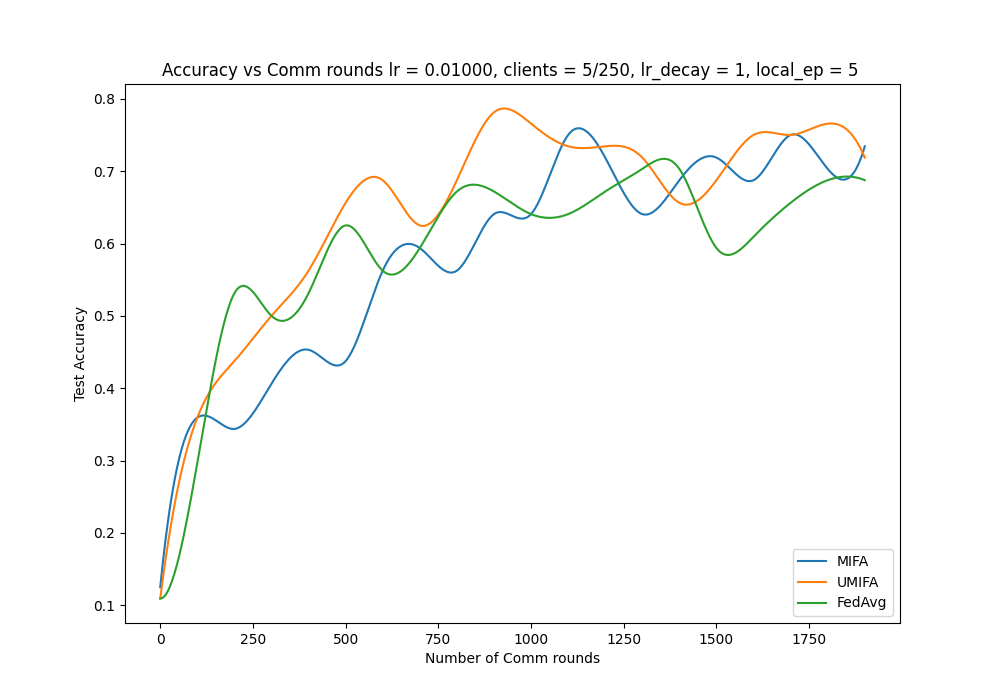 Accuracy vs Comm rounds lr = 0.01000, clients = 5/250, lr_decay = 1, local_ep = 5
Test Accuracy
0.8
0.7
0.6
0.5
0.4
0.3
0.2
0.1
MIFA
UMIFA
FedAvg
0 250 500 750 1000 1250 1500 1750
Number of Comm rounds